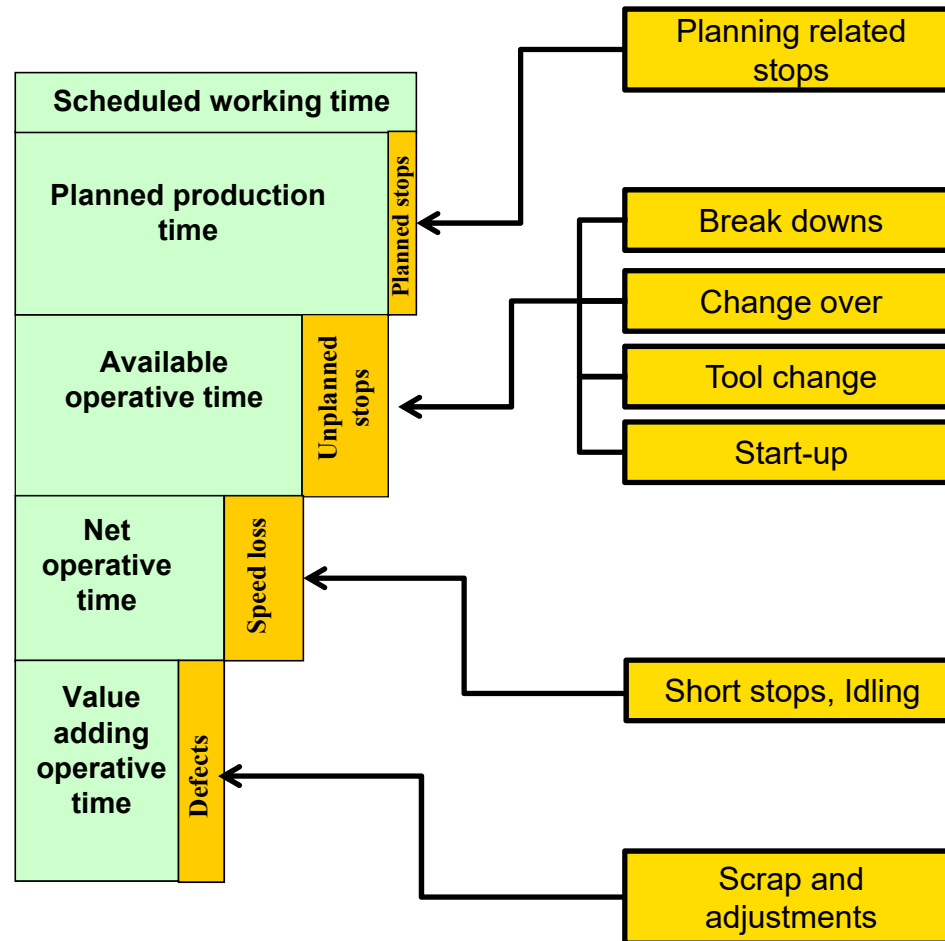 Planning related
stops
Scheduled working time
Planned production
time
Planned stops
Break downs
Change over
Tool change
Start-up
Available
operative time
Unplanned
stops
Net
operative
time
Speed loss
Short stops, Idling
Value
adding
operative
time
Defects
Scrap and
adjustments